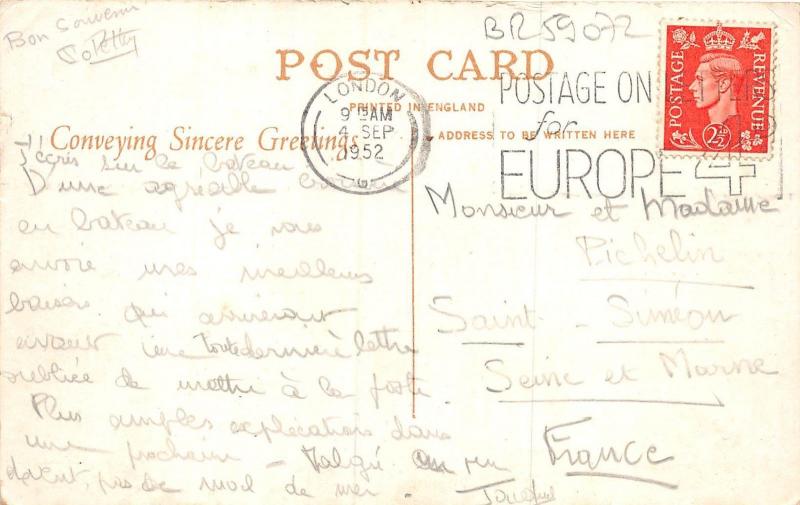 Bon Souvenir
BR59072
POST CARD
PRINTED IN ENGLAND
Conveying Sincere Greetings
ADDRESS TO BE WRITTEN HERE
LONDON
9 AM
4 SEP
1952
POSTAGE ON
for
EUROPE 4
POSTAGE
REVENUE
2½D
J'écris sur le bateau
D'une agréable
en bateau je vous
envoie mes meilleurs
baisers qui arriveront
avant une toute dernière lettre
oubliée de mettre à la poste.
Plus amples explications dans
une prochaine -
pas de mal de mer.
Monsieur et Madame
Pichelin
Saint-Siméon
Seine et Marne
France